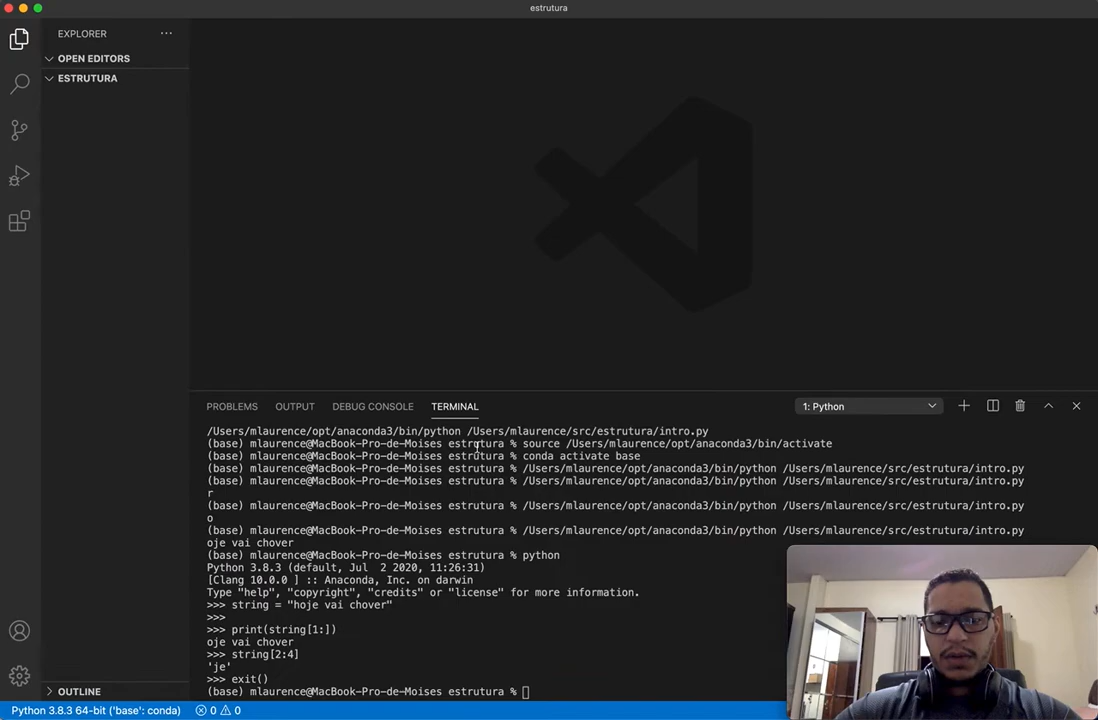 estrutura
EXPLORER
OPEN EDITORS
ESTRUTURA
PROBLEMS OUTPUT DEBUG CONSOLE TERMINAL 1: Python
/Users/mlaurence/opt/anaconda3/bin/python /Users/mlaurence/src/estrutura/intro.py
(base) mlaurence@MacBook-Pro-de-Moises estrutura % source /Users/mlaurence/opt/anaconda3/bin/activate
(base) mlaurence@MacBook-Pro-de-Moises estrutura % conda activate base
(base) mlaurence@MacBook-Pro-de-Moises estrutura % /Users/mlaurence/opt/anaconda3/bin/python /Users/mlaurence/src/estrutura/intro.py
(base) mlaurence@MacBook-Pro-de-Moises estrutura % /Users/mlaurence/opt/anaconda3/bin/python /Users/mlaurence/src/estrutura/intro.py
r
(base) mlaurence@MacBook-Pro-de-Moises estrutura % /Users/mlaurence/opt/anaconda3/bin/python /Users/mlaurence/src/estrutura/intro.py
o
(base) mlaurence@MacBook-Pro-de-Moises estrutura % /Users/mlaurence/opt/anaconda3/bin/python /Users/mlaurence/src/estrutura/intro.py
oje vai chover
(base) mlaurence@MacBook-Pro-de-Moises estrutura % python
Python 3.8.3 (default, Jul 2 2020, 11:26:31)
[Clang 10.0.0 ] :: Anaconda, Inc. on darwin
Type "help", "copyright", "credits" or "license" for more information.
>>> string = "hoje vai chover"
>>>
>>> print(string[1:])
oje vai chover
>>> string[2:4]
'je'
>>> exit()
(base) mlaurence@MacBook-Pro-de-Moises estrutura %
OUTLINE
Python 3.8.3 64-bit ('base': conda) 0 0